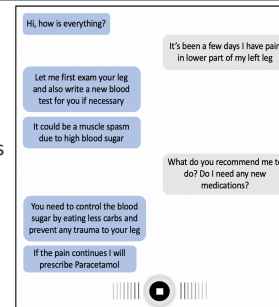 Hi, how is everything?
It's been a few days I have pain
in lower part of my left leg
Let me first exam your leg
and also write a new blood
test for you if necessary
It could be a muscle spasm
due to high blood sugar
What do you recommend me to
do? Do I need any new
medications?
You need to control the blood
sugar by eating less carbs and
prevent any trauma to your leg
If the pain continues I will
prescribe Paracetamol